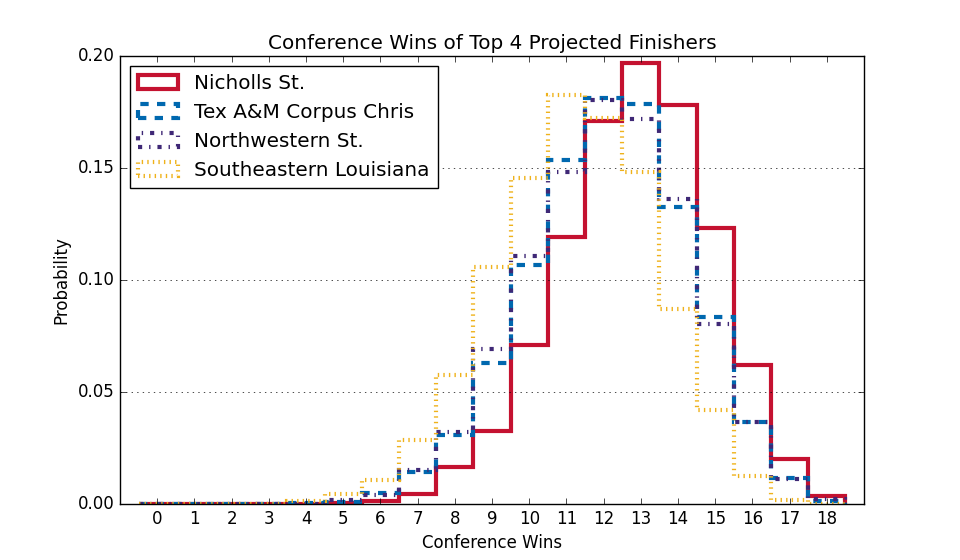 Conference Wins of Top 4 Projected Finishers
Nicholls St.
Tex A&M Corpus Chris
Northwestern St.
Southeastern Louisiana
0.20
0.15
0.10
0.05
0.00
Probability
0 1 2 3 4 5 6 7 8 9 10 11 12 13 14 15 16 17 18
Conference Wins